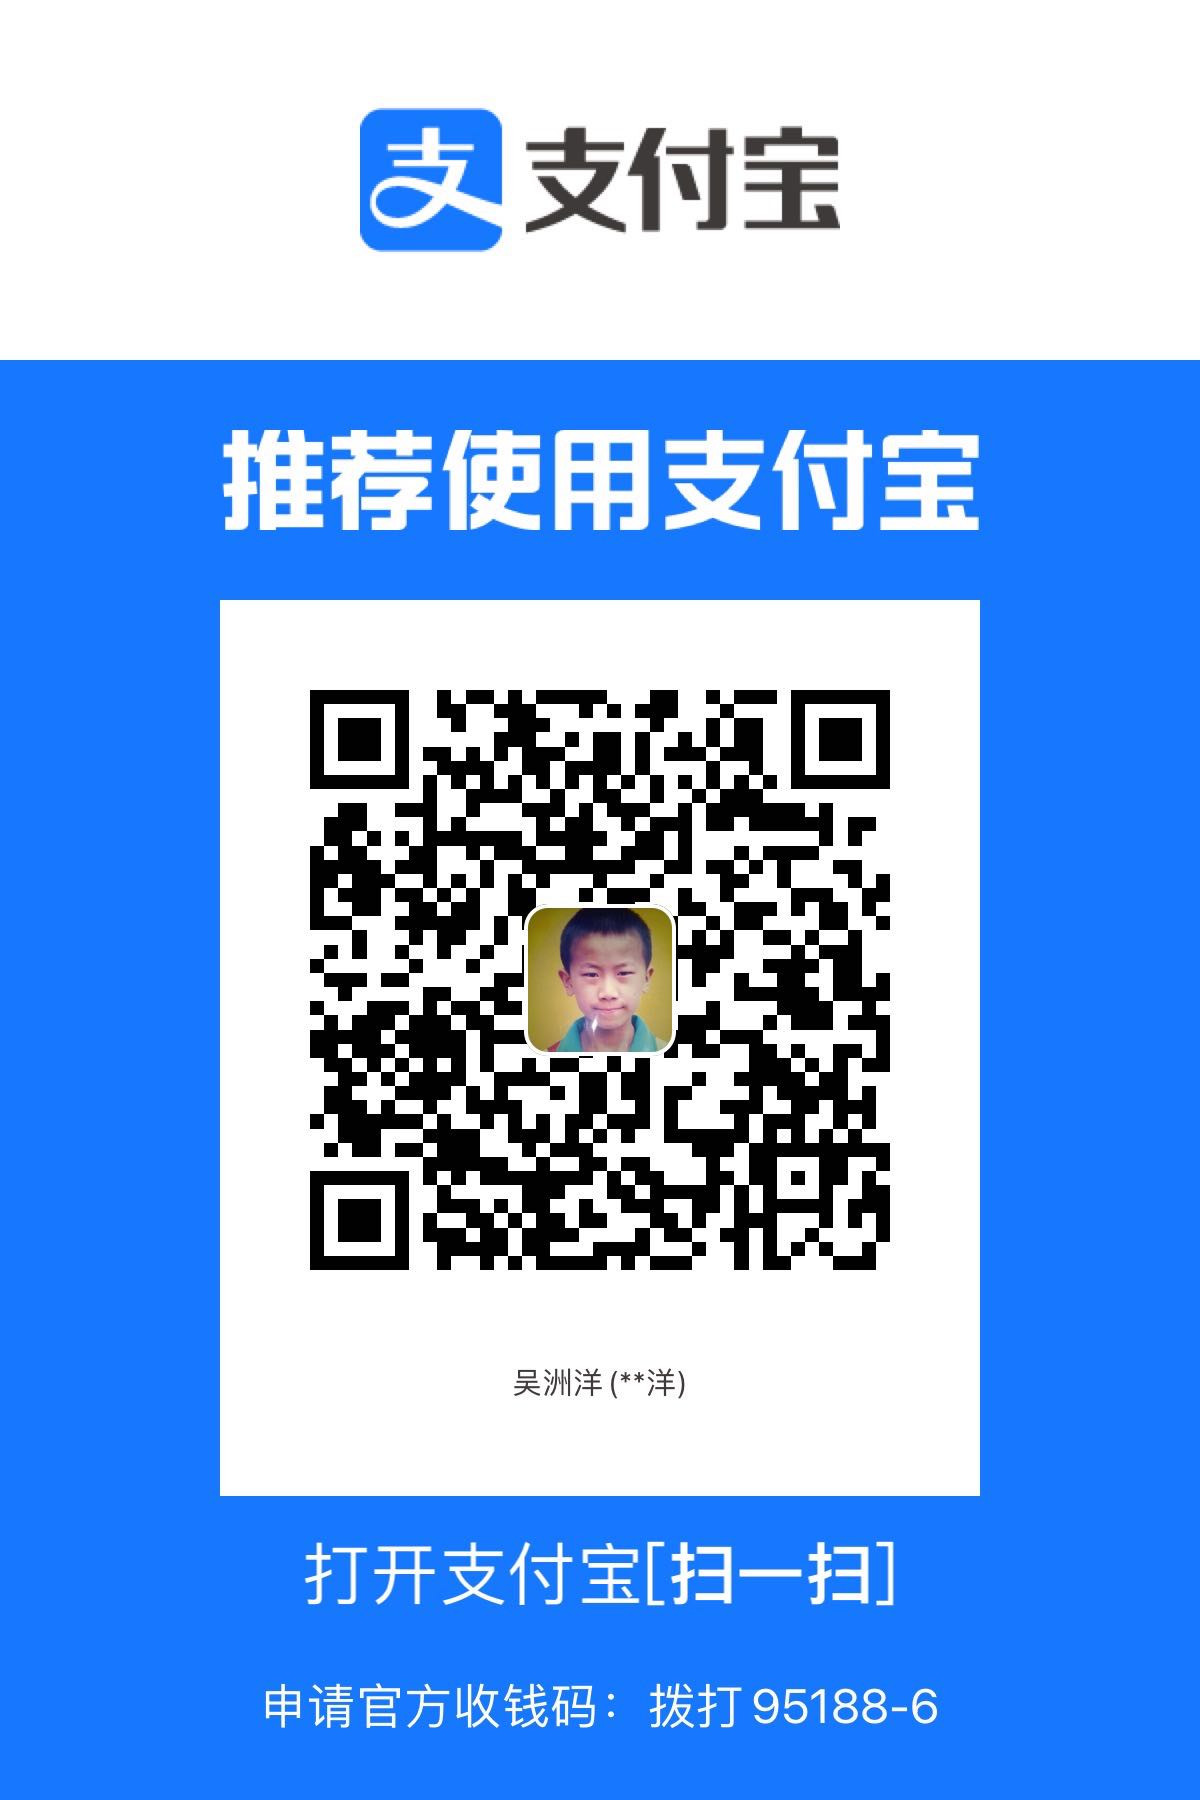 支 支付宝
推荐使用支付宝
吴洲洋 (**洋)
打开支付宝[扫一扫]
申请官方收钱码：拨打 95188-6